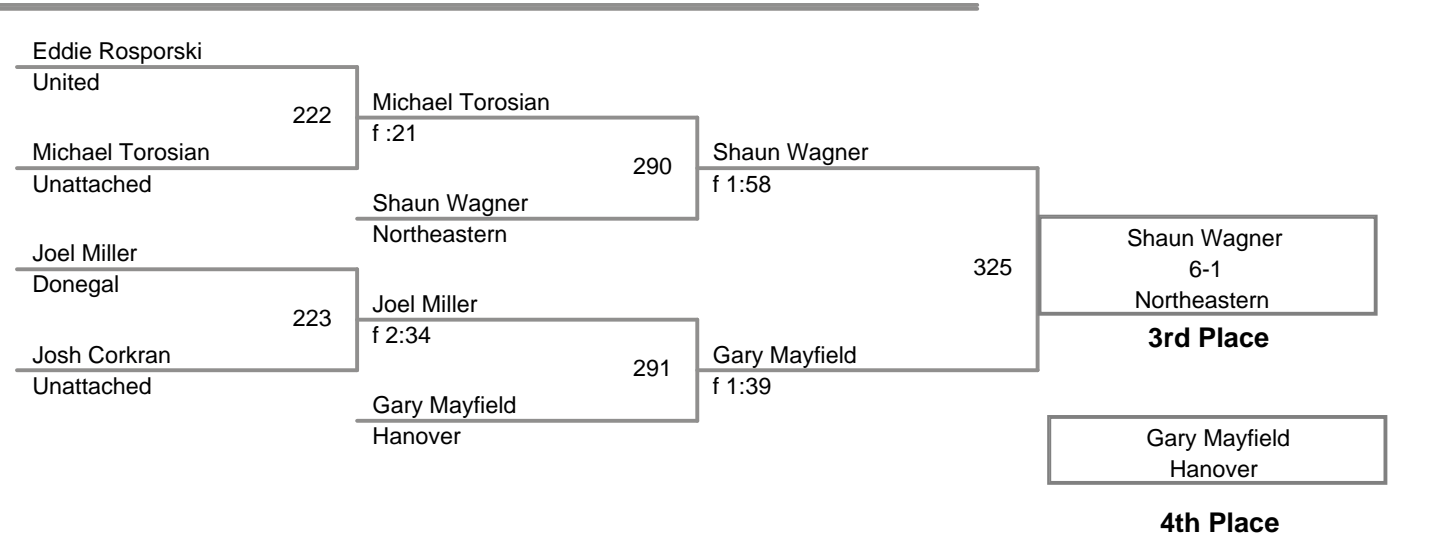 Eddie Rosporski
United
222
Michael Torosian
f :21
Michael Torosian
Unattached
290
Shaun Wagner
f 1:58
Shaun Wagner
Northeastern
Joel Miller
Donegal
223
Joel Miller
f 2:34
Josh Corkran
Unattached
291
Gary Mayfield
f 1:39
Gary Mayfield
Hanover
325
Shaun Wagner
6-1
Northeastern
3rd Place
Gary Mayfield
Hanover
4th Place